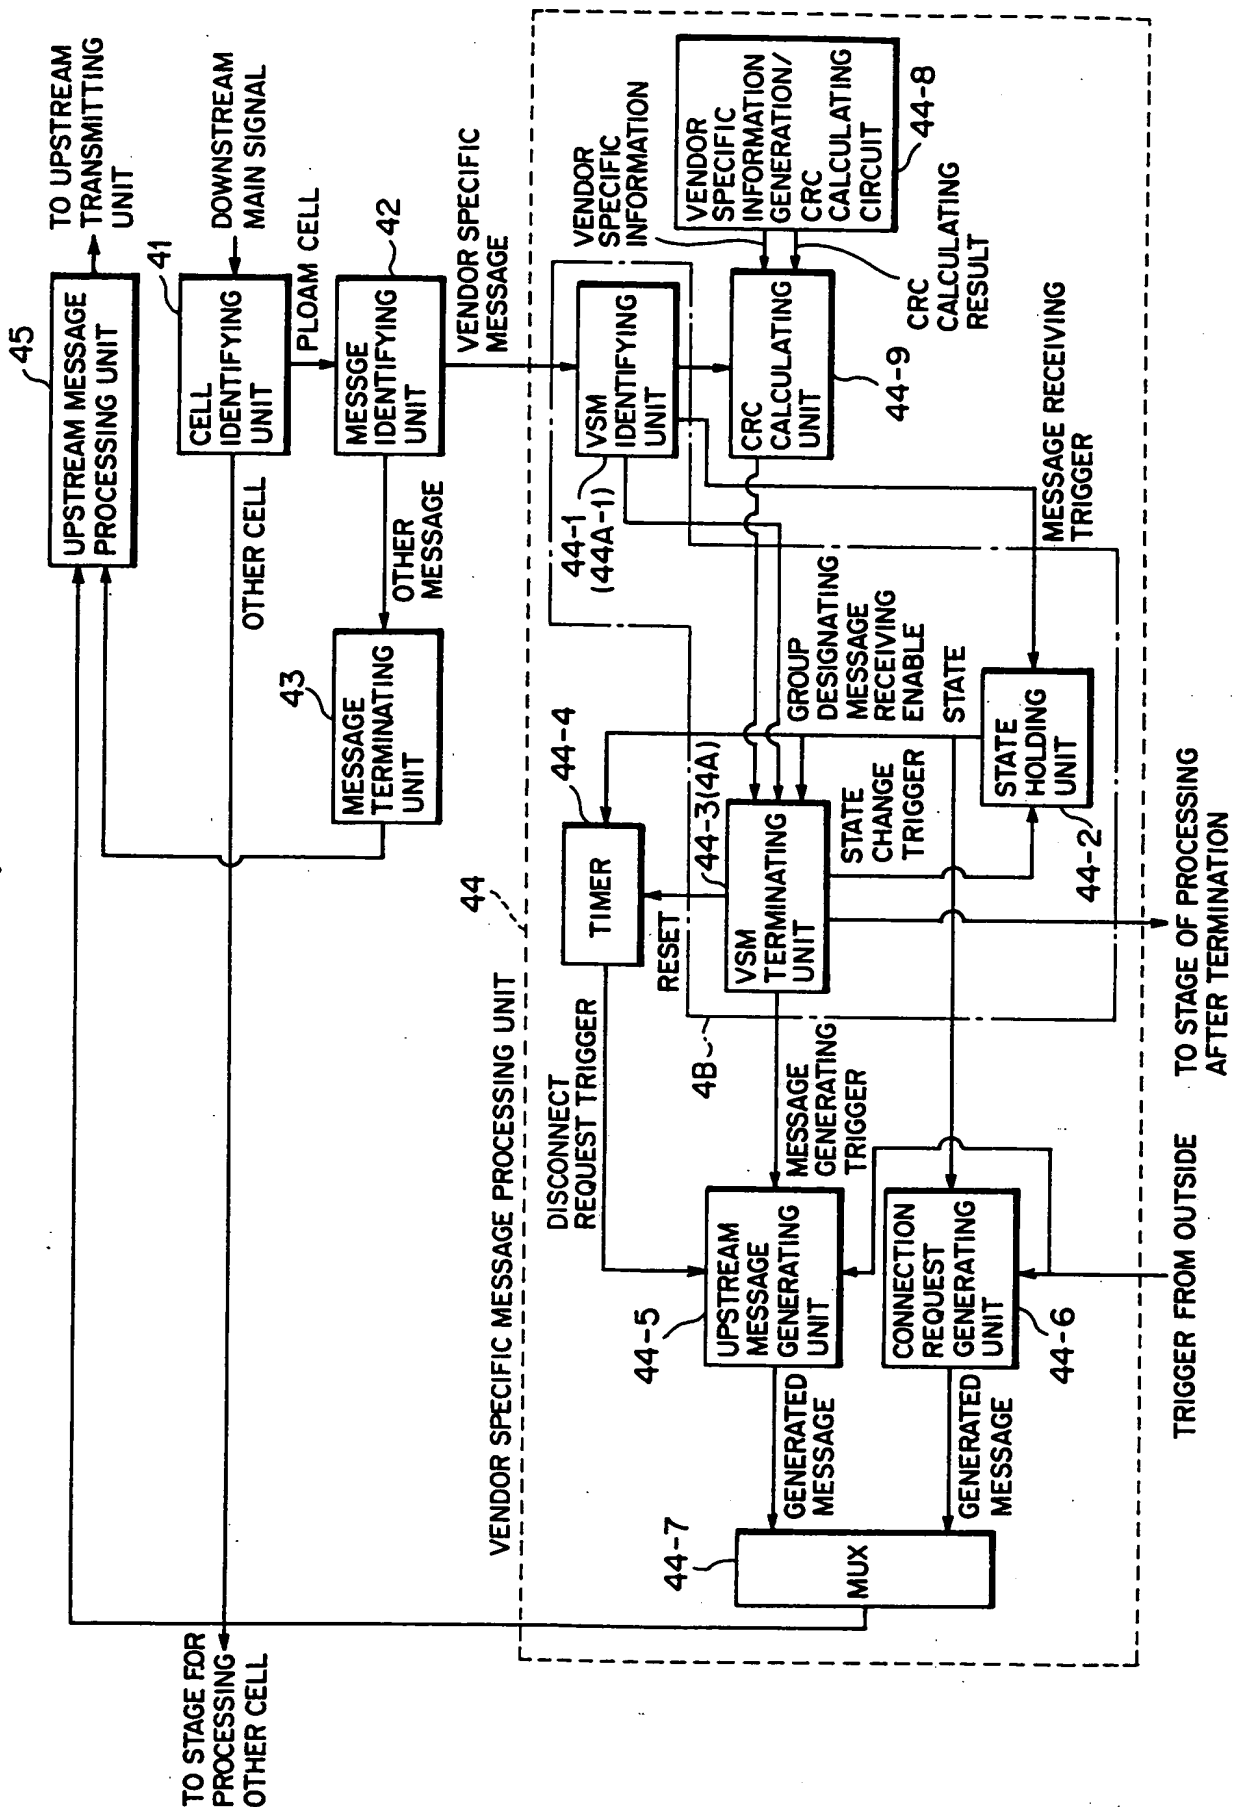 45
UPSTREAM MESSAGE
PROCESSING UNIT
TO UPSTREAM
TRANSMITTING
UNIT
41
CELL
IDENTIFYING
UNIT
DOWNSTREAM
MAIN SIGNAL
OTHER CELL
TO STAGE FOR
PROCESSING
OTHER CELL
PLOAM CELL
42
MESSGE
IDENTIFYING
UNIT
OTHER
MESSAGE
43
MESSAGE
TERMINATING
UNIT
VENDOR SPECIFIC
MESSAGE
VENDOR SPECIFIC MESSAGE PROCESSING UNIT
44
VENDOR
SPECIFIC
INFORMATION
VENDOR
SPECIFIC
INFORMATION
GENERATION/
CRC
CALCULATING
CIRCUIT
44-8
CRC
CALCULATING
RESULT
VSM
IDENTIFYING
UNIT
44-1
(44A-1)
CRC
CALCULATING
UNIT
44-9
MESSAGE RECEIVING
TRIGGER
GROUP
DESIGNATING
MESSAGE
RECEIVING
ENABLE
STATE
STATE
HOLDING
UNIT
44-2
STATE
CHANGE
TRIGGER
44-4
TIMER
RESET
44-3(4A)
VSM
TERMINATING
UNIT
4B
TO STAGE OF PROCESSING
AFTER TERMINATION
DISCONNECT
REQUEST TRIGGER
MESSAGE
GENERATING
TRIGGER
44-5
UPSTREAM
MESSAGE
GENERATING
UNIT
CONNECTION
REQUEST
GENERATING
UNIT
44-6
TRIGGER FROM OUTSIDE
GENERATED
MESSAGE
GENERATED
MESSAGE
44-7
MUX